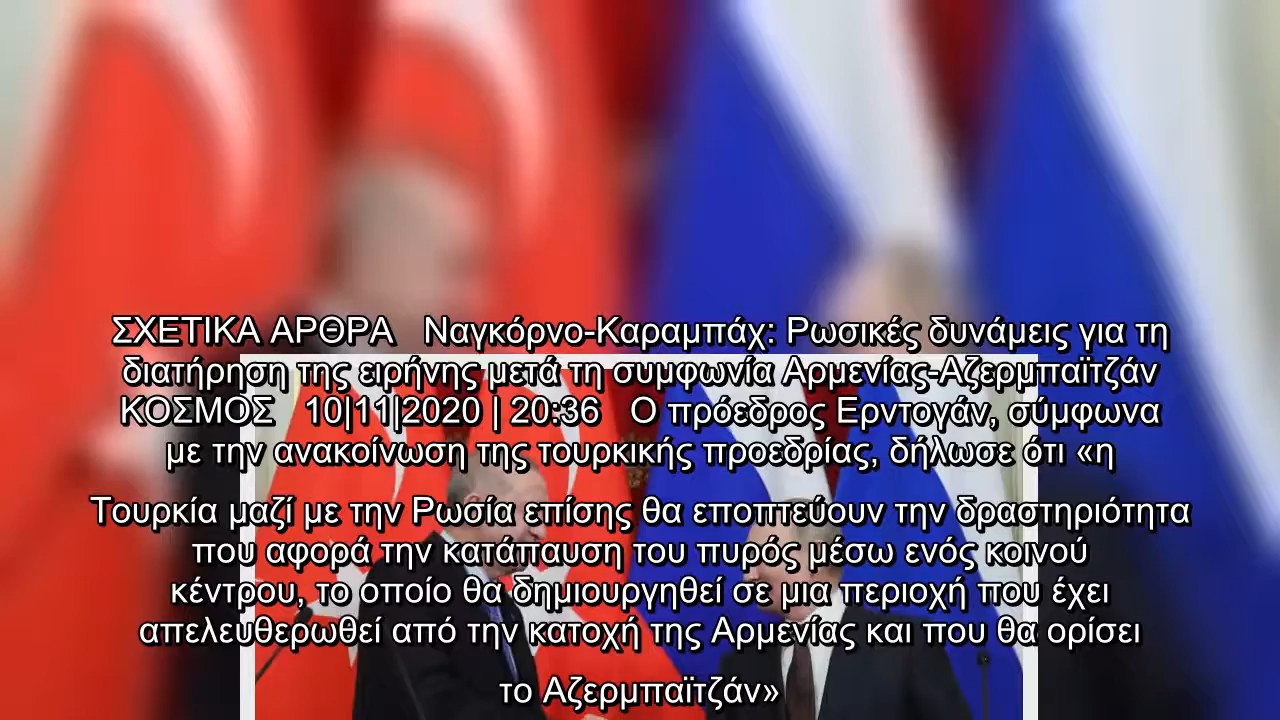 ΣΧΕΤΙΚΑ ΑΡΘΡΑ Ναγκόρνο-Καραμπάχ: Ρωσικές δυνάμεις για τη
διατήρηση της ειρήνης μετά τη συμφωνία Αρμενίας-Αζερμπαϊτζάν
ΚΟΣΜΟΣ 10|11|2020 | 20:36 Ο πρόεδρος Ερντογάν, σύμφωνα
με την ανακοίνωση της τουρκικής προεδρίας, δήλωσε ότι «η
Τουρκία μαζί με την Ρωσία επίσης θα εποπτεύουν την δραστηριότητα
που αφορά την κατάπαυση του πυρός μέσω ενός κοινού
κέντρου, το οποίο θα δημιουργηθεί σε μια περιοχή που έχει
απελευθερωθεί από την κατοχή της Αρμενίας και που θα ορίσει
το Αζερμπαϊτζάν»